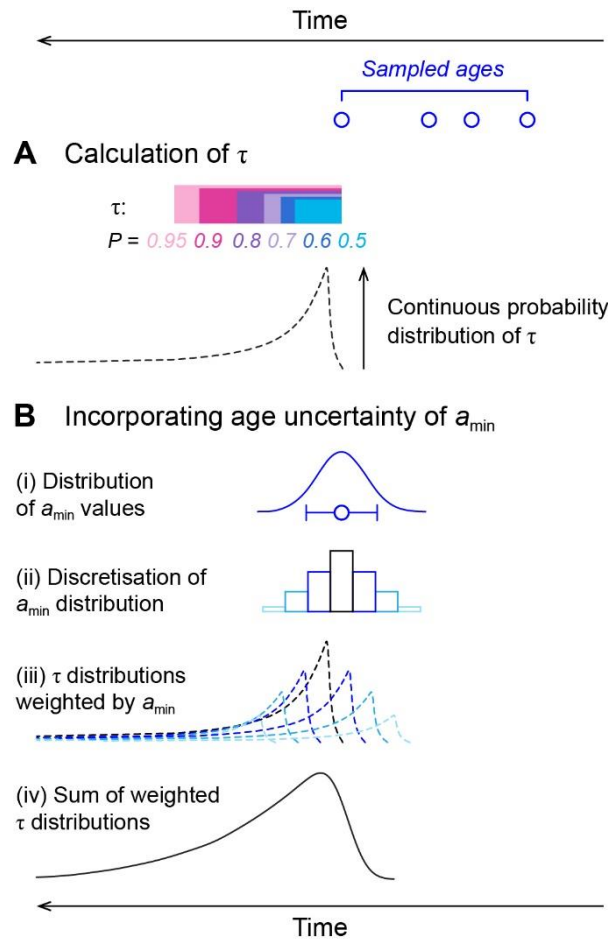 Time
Sampled ages
A Calculation of τ
τ:
P = 0.95 0.9 0.8 0.7 0.6 0.5
Continuous probability
distribution of τ
B Incorporating age uncertainty of amin
(i) Distribution
of amin values
(ii) Discretisation of
amin distribution
(iii) τ distributions
weighted by amin
(iv) Sum of weighted
τ distributions
Time